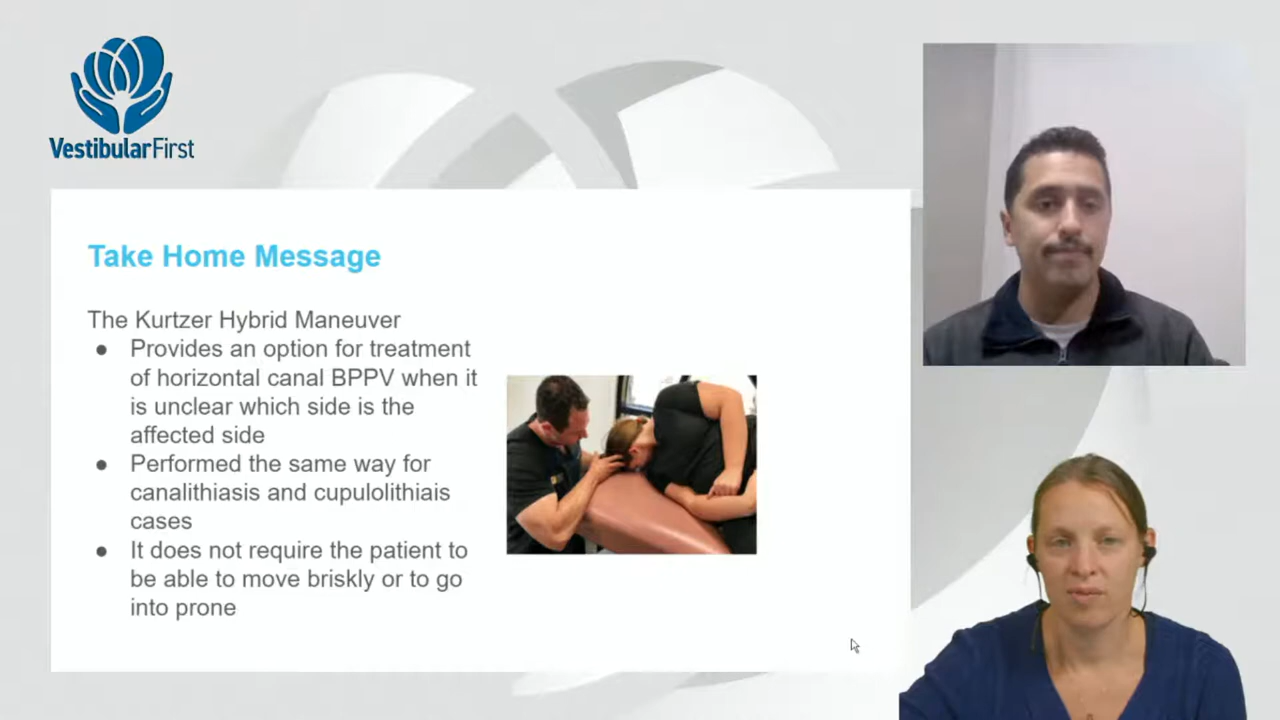 VestibularFirst
Take Home Message
The Kurtzer Hybrid Maneuver
● Provides an option for treatment
of horizontal canal BPPV when it
is unclear which side is the
affected side
● Performed the same way for
canalithiasis and cupulolithiais
cases
● It does not require the patient to
be able to move briskly or to go
into prone